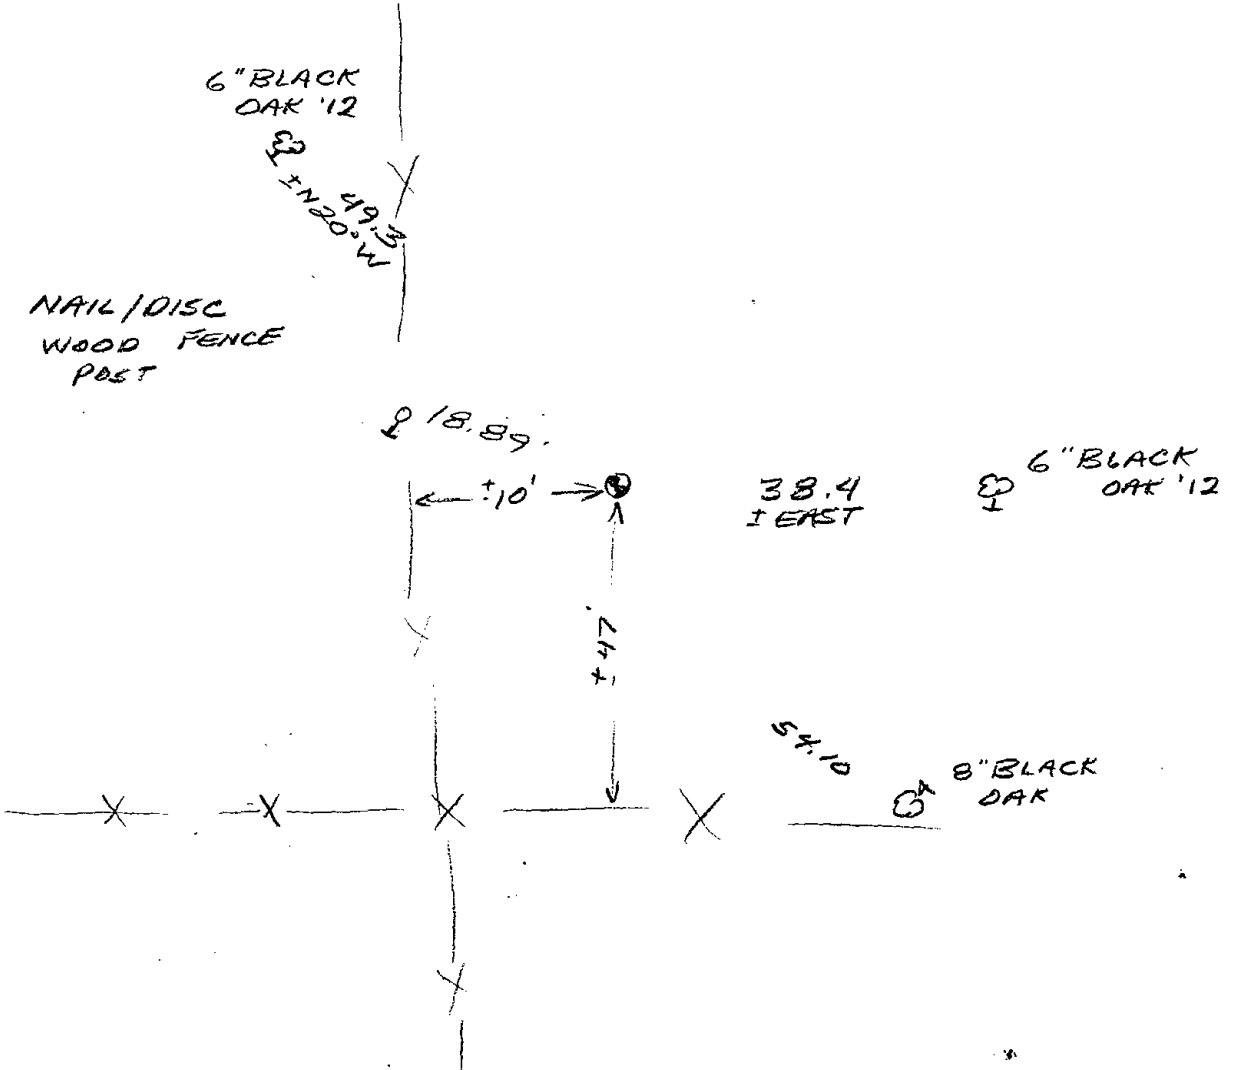 6" BLACK
OAK '12
49.3
± N20°W
NAIL/DISC
WOOD FENCE
POST
18.89
±10'
38.4
± EAST
6" BLACK
OAK '12
±47'
54.10
8" BLACK
OAK